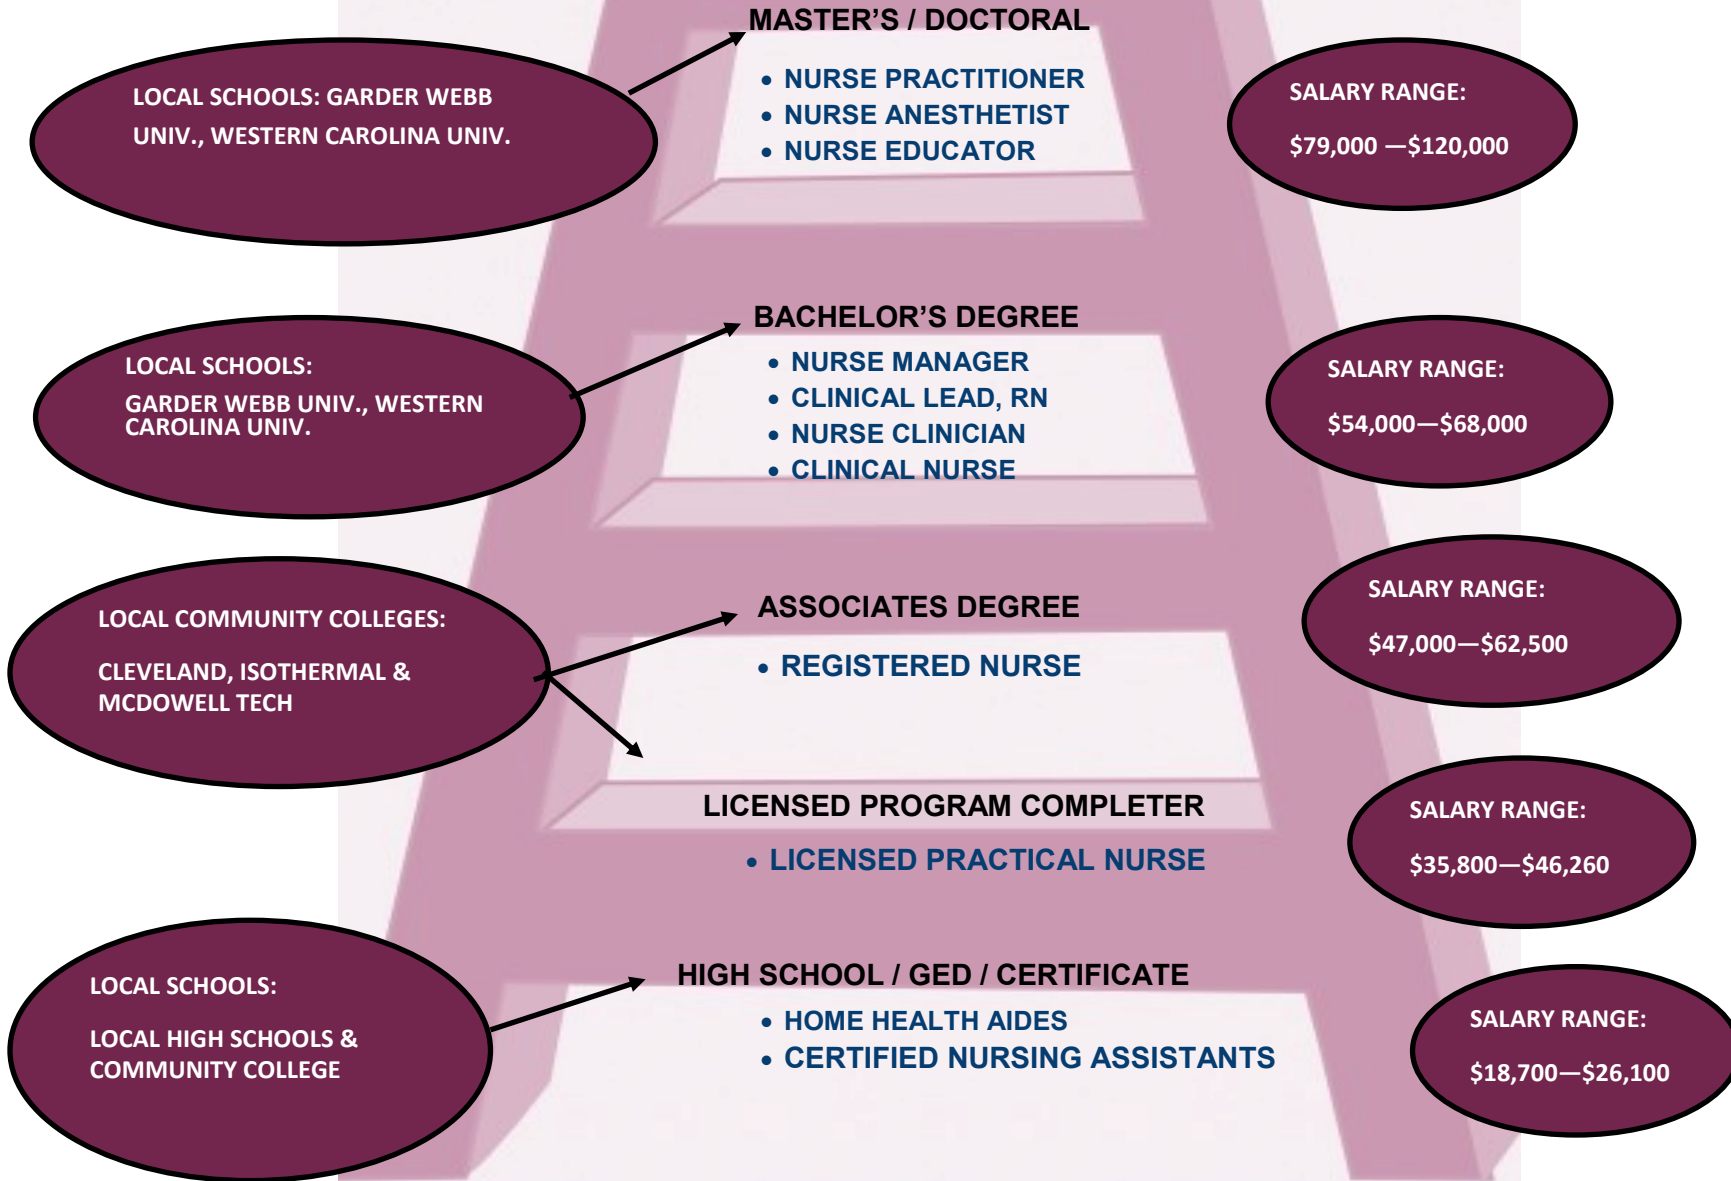 MASTER’S / DOCTORAL
LOCAL SCHOOLS: GARDER WEBB
UNIV., WESTERN CAROLINA UNIV.
• NURSE PRACTITIONER
• NURSE ANESTHETIST
• NURSE EDUCATOR
SALARY RANGE:
$79,000 —$120,000
BACHELOR’S DEGREE
LOCAL SCHOOLS:
GARDER WEBB UNIV., WESTERN
CAROLINA UNIV.
• NURSE MANAGER
• CLINICAL LEAD, RN
• NURSE CLINICIAN
• CLINICAL NURSE
SALARY RANGE:
$54,000—$68,000
ASSOCIATES DEGREE
LOCAL COMMUNITY COLLEGES:
CLEVELAND, ISOTHERMAL &
MCDOWELL TECH
• REGISTERED NURSE
SALARY RANGE:
$47,000—$62,500
LICENSED PROGRAM COMPLETER
• LICENSED PRACTICAL NURSE
SALARY RANGE:
$35,800—$46,260
HIGH SCHOOL / GED / CERTIFICATE
LOCAL SCHOOLS:
LOCAL HIGH SCHOOLS &
COMMUNITY COLLEGE
• HOME HEALTH AIDES
• CERTIFIED NURSING ASSISTANTS
SALARY RANGE:
$18,700—$26,100